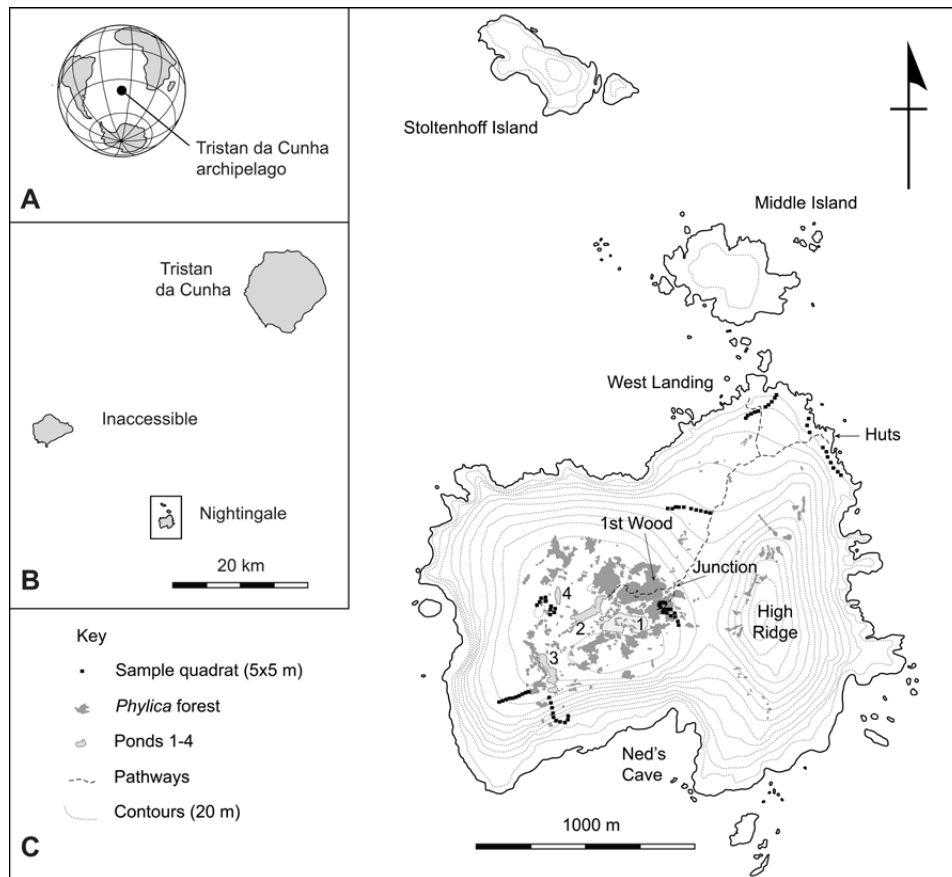 Tristan da Cunha
archipelago
A
Tristan
da Cunha
Inaccessible
Nightingale
20 km
B
Key
Sample quadrat (5x5 m)
Phylica forest
Ponds 1-4
Pathways
Contours (20 m)
C
Stoltenhoff Island
Middle Island
West Landing
Huts
1st Wood
Junction
4
2
1
3
High
Ridge
Ned's
Cave
1000 m